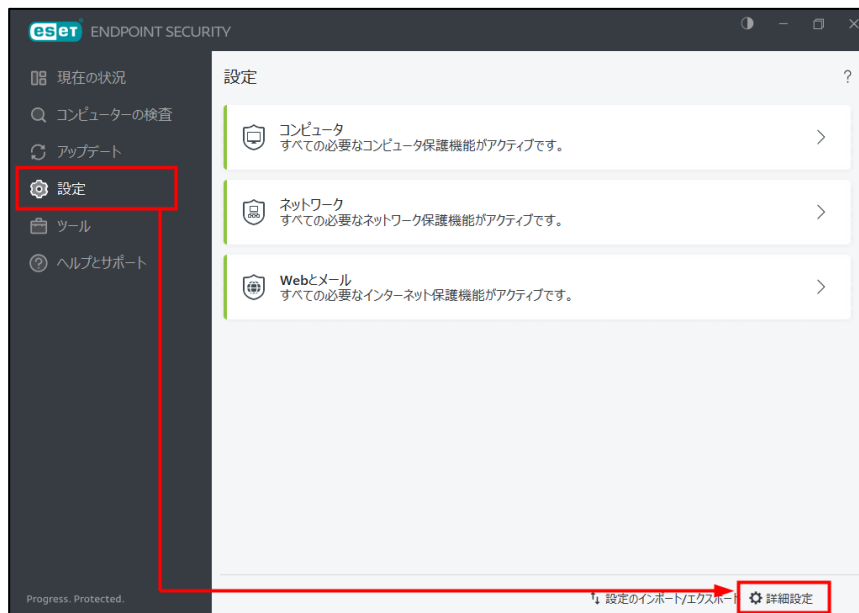 eset ENDPOINT SECURITY
現在の状況
コンピューターの検査
アップデート
設定
ツール
ヘルプとサポート
Progress. Protected.
設定
?
コンピュータ
すべての必要なコンピュータ保護機能がアクティブです。
ネットワーク
すべての必要なネットワーク保護機能がアクティブです。
Webとメール
すべての必要なインターネット保護機能がアクティブです。
設定のインポート/エクスポート
詳細設定